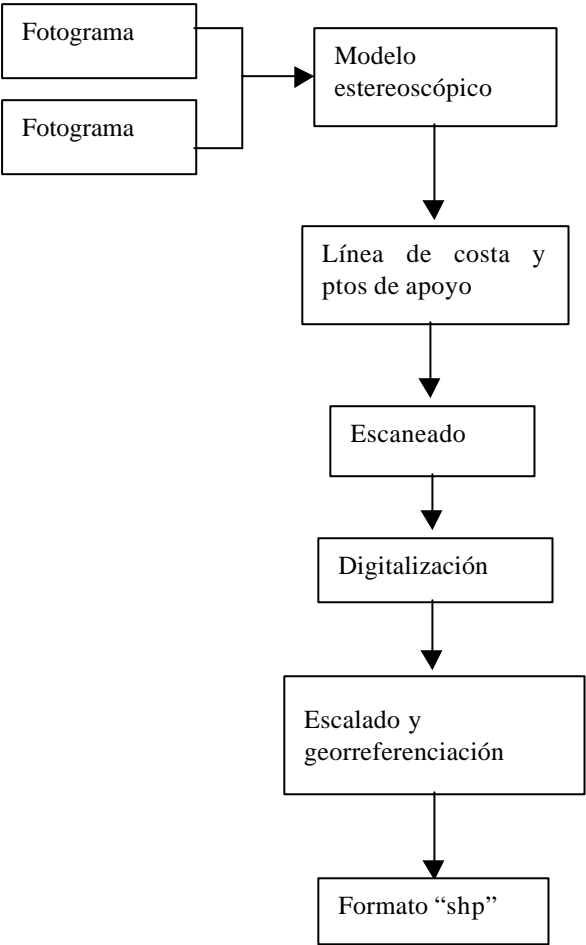 Fotograma
Fotograma
Modelo
estereoscópico
Línea de costa y
ptos de apoyo
Escaneado
Digitalización
Escalado y
georreferenciación
Formato “shp”